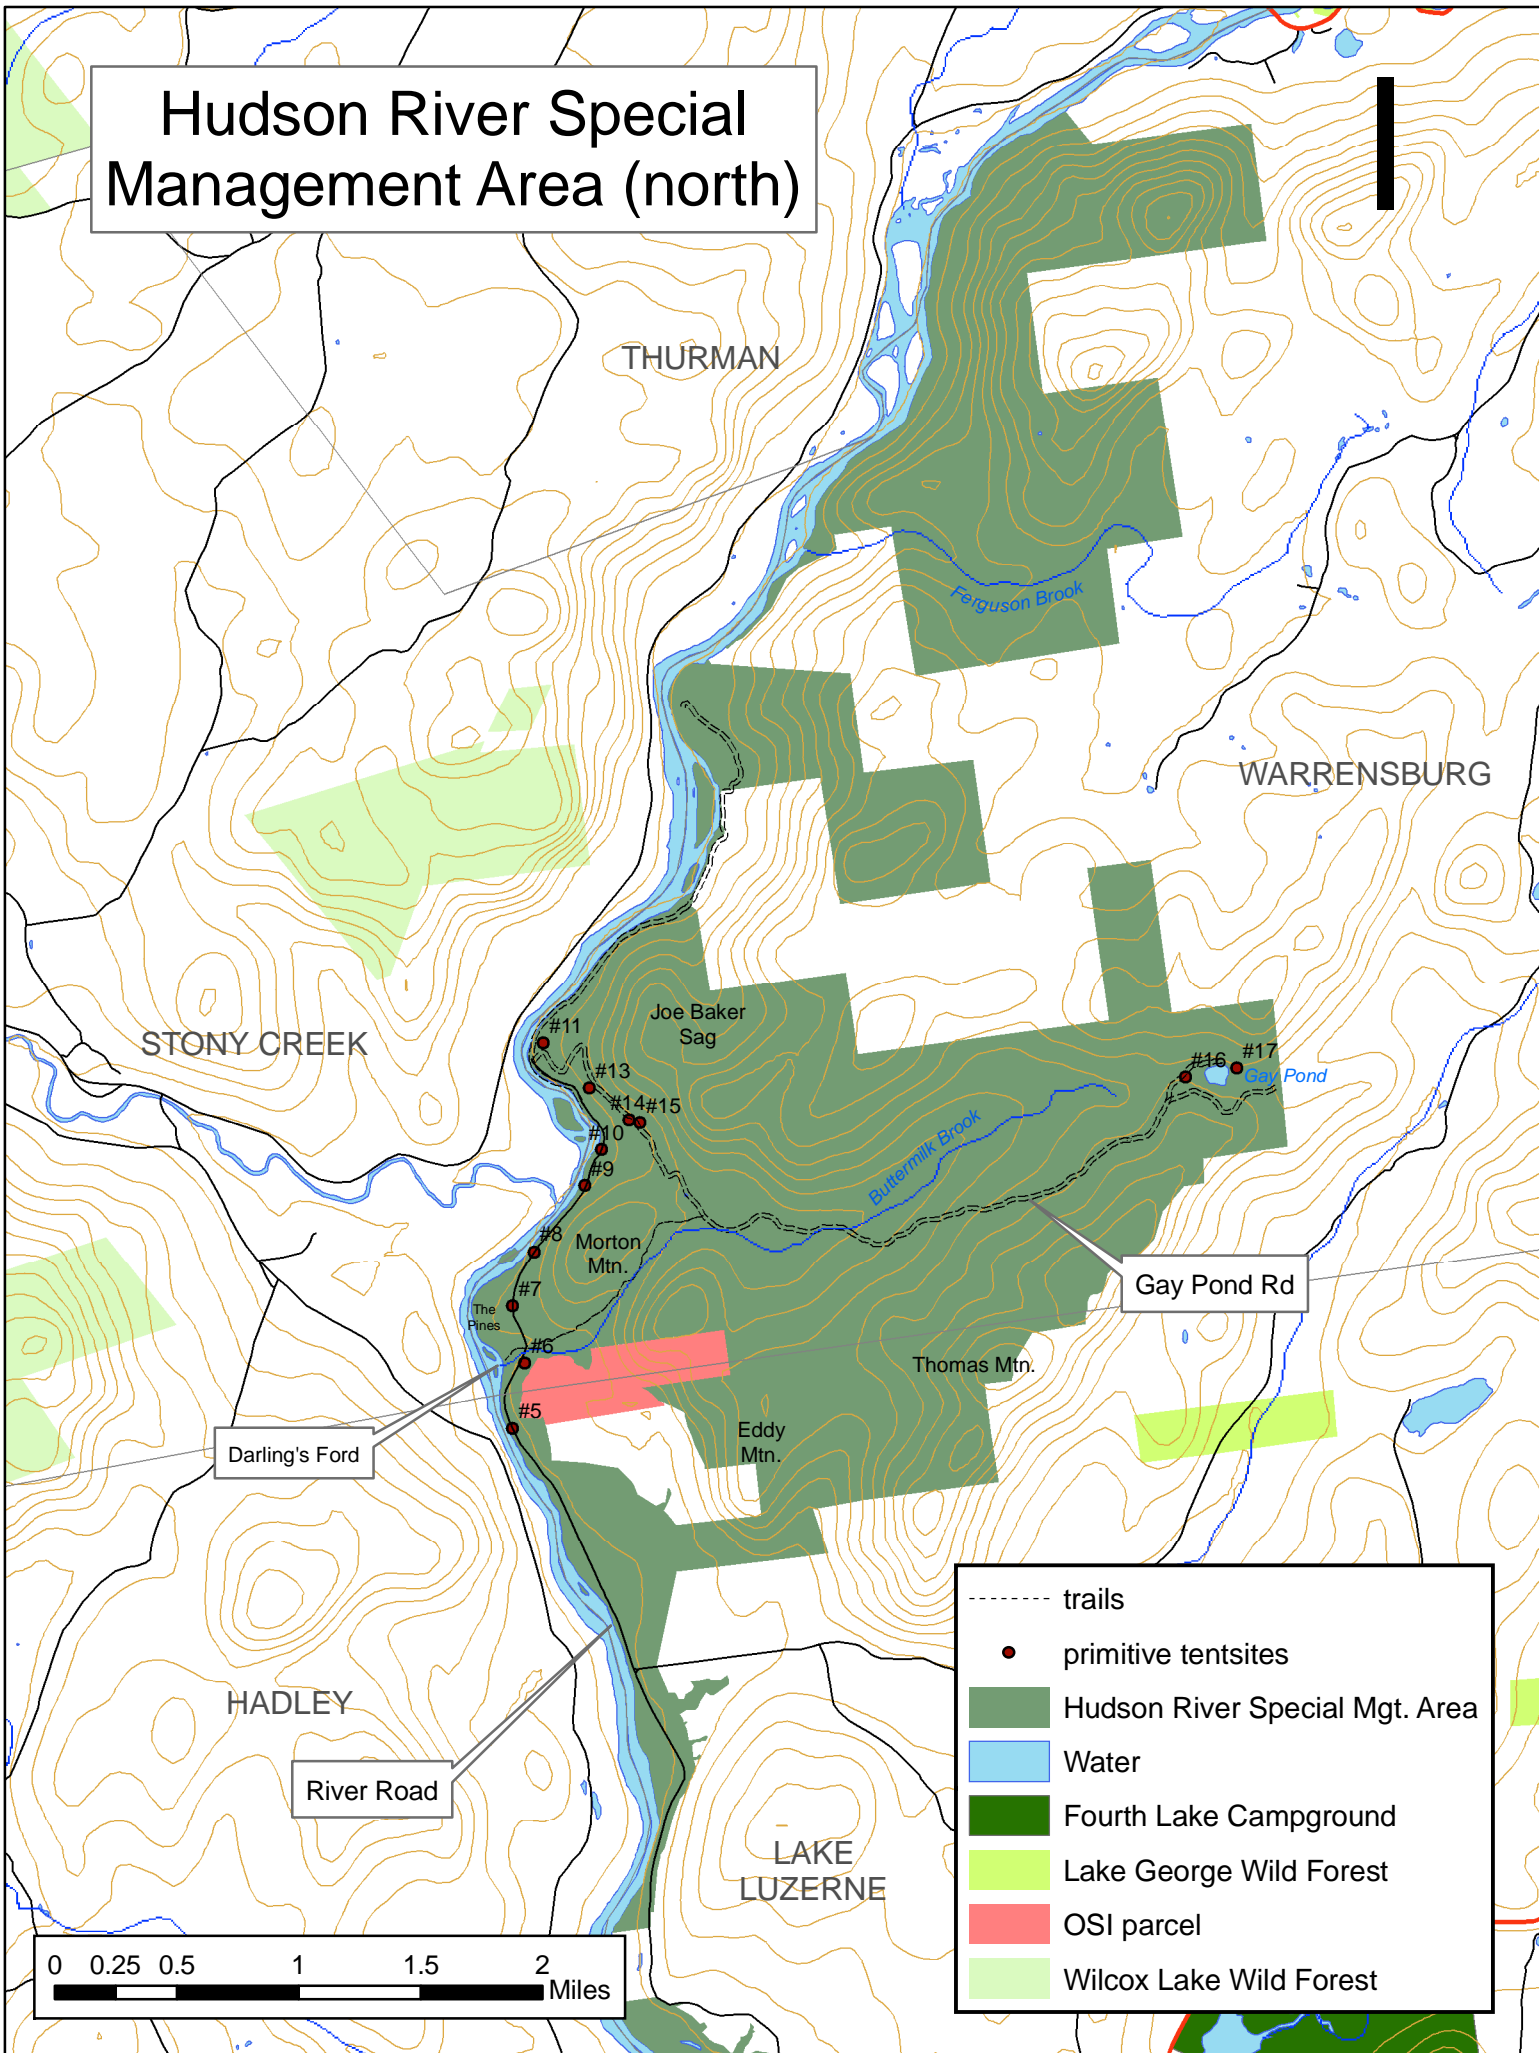 Hudson River Special
Management Area (north)
THURMAN
Ferguson Brook
WARRENSBURG
Joe Baker
Sag
STONY CREEK
#11
#13
#14
#15
#10
#9
#16
#17
Gay Pond
Buttermilk Brook
#8
Morton
Mtn.
Gay Pond Rd
#7
The
Pines
#6
Thomas Mtn.
#5
Eddy
Mtn.
Darling's Ford
HADLEY
River Road
LAKE
LUZERNE
trails
primitive tentsites
Hudson River Special Mgt. Area
Water
Fourth Lake Campground
Lake George Wild Forest
OSI parcel
Wilcox Lake Wild Forest
0 0.25 0.5 1 1.5 2
Miles